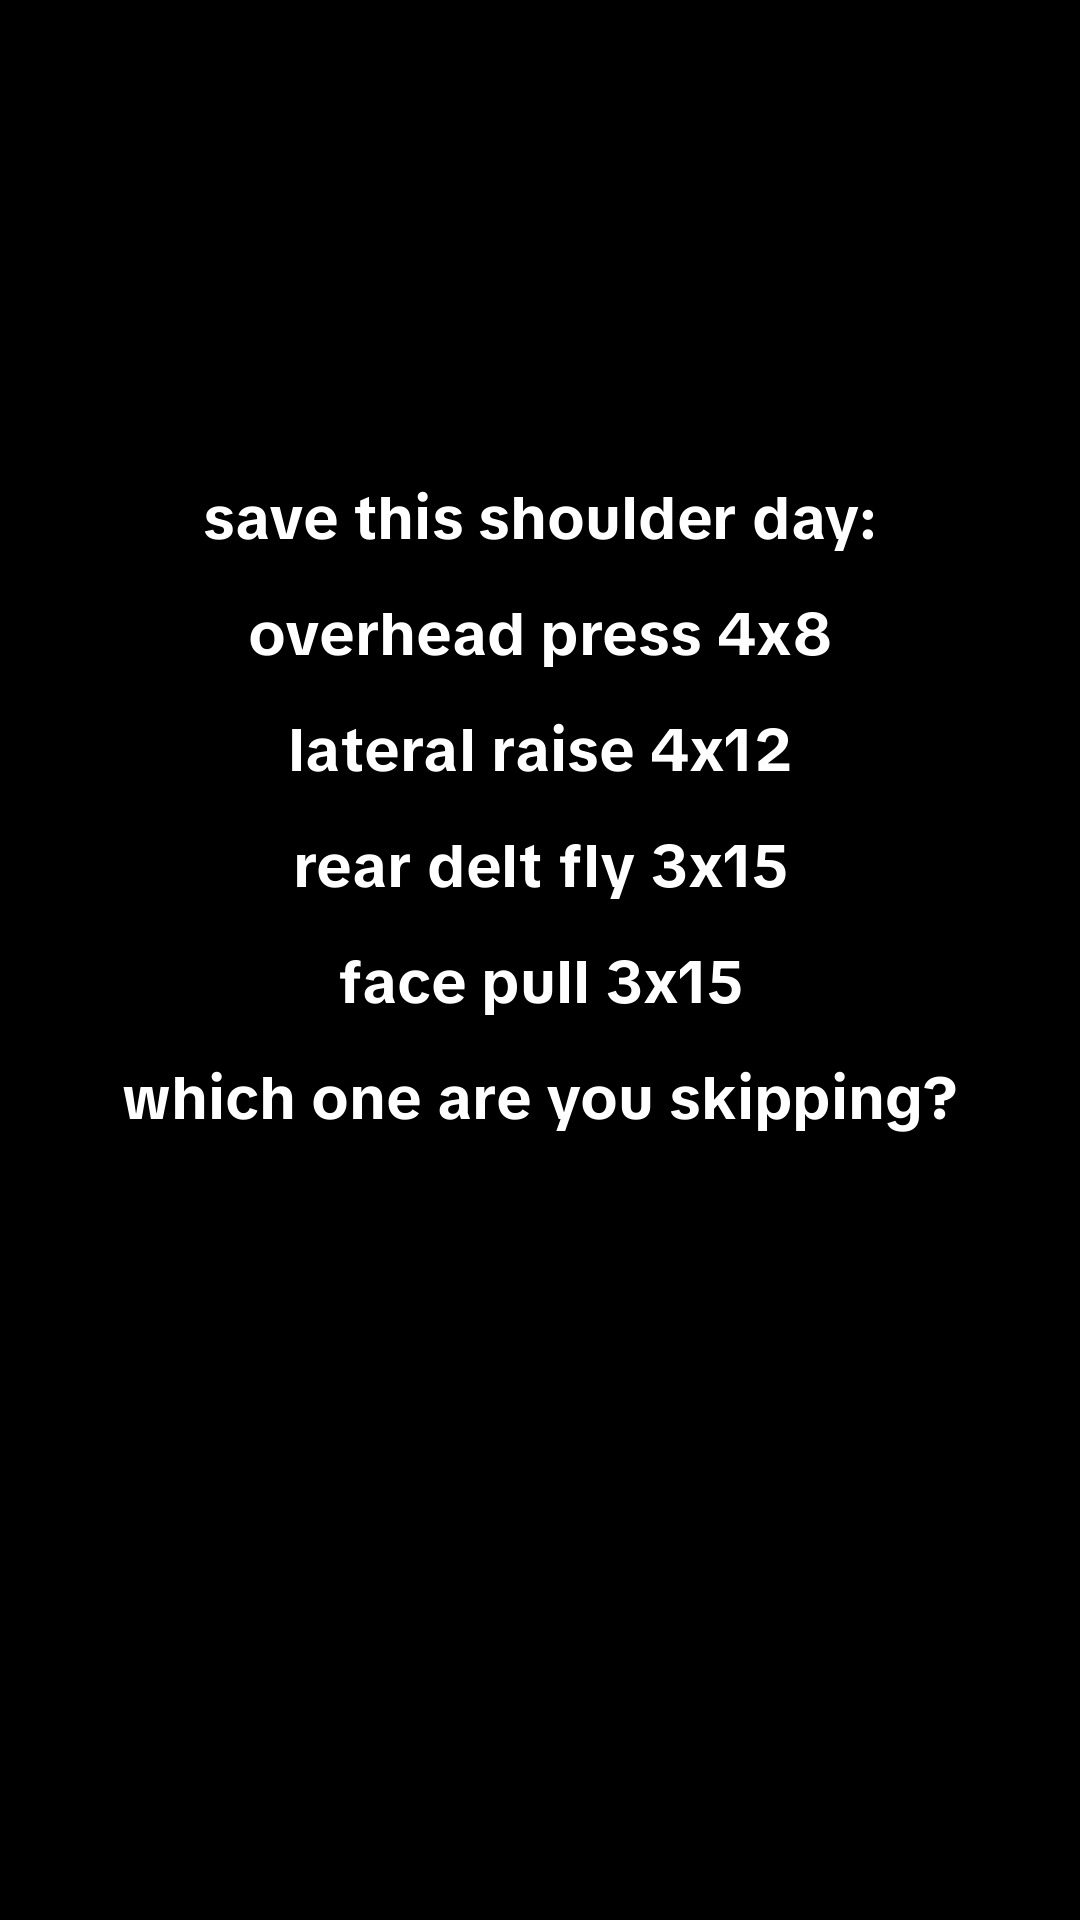 save this shoulder day:
overhead press 4x8
lateral raise 4x12
rear delt fly 3x15
face pull 3x15
which one are you skipping?